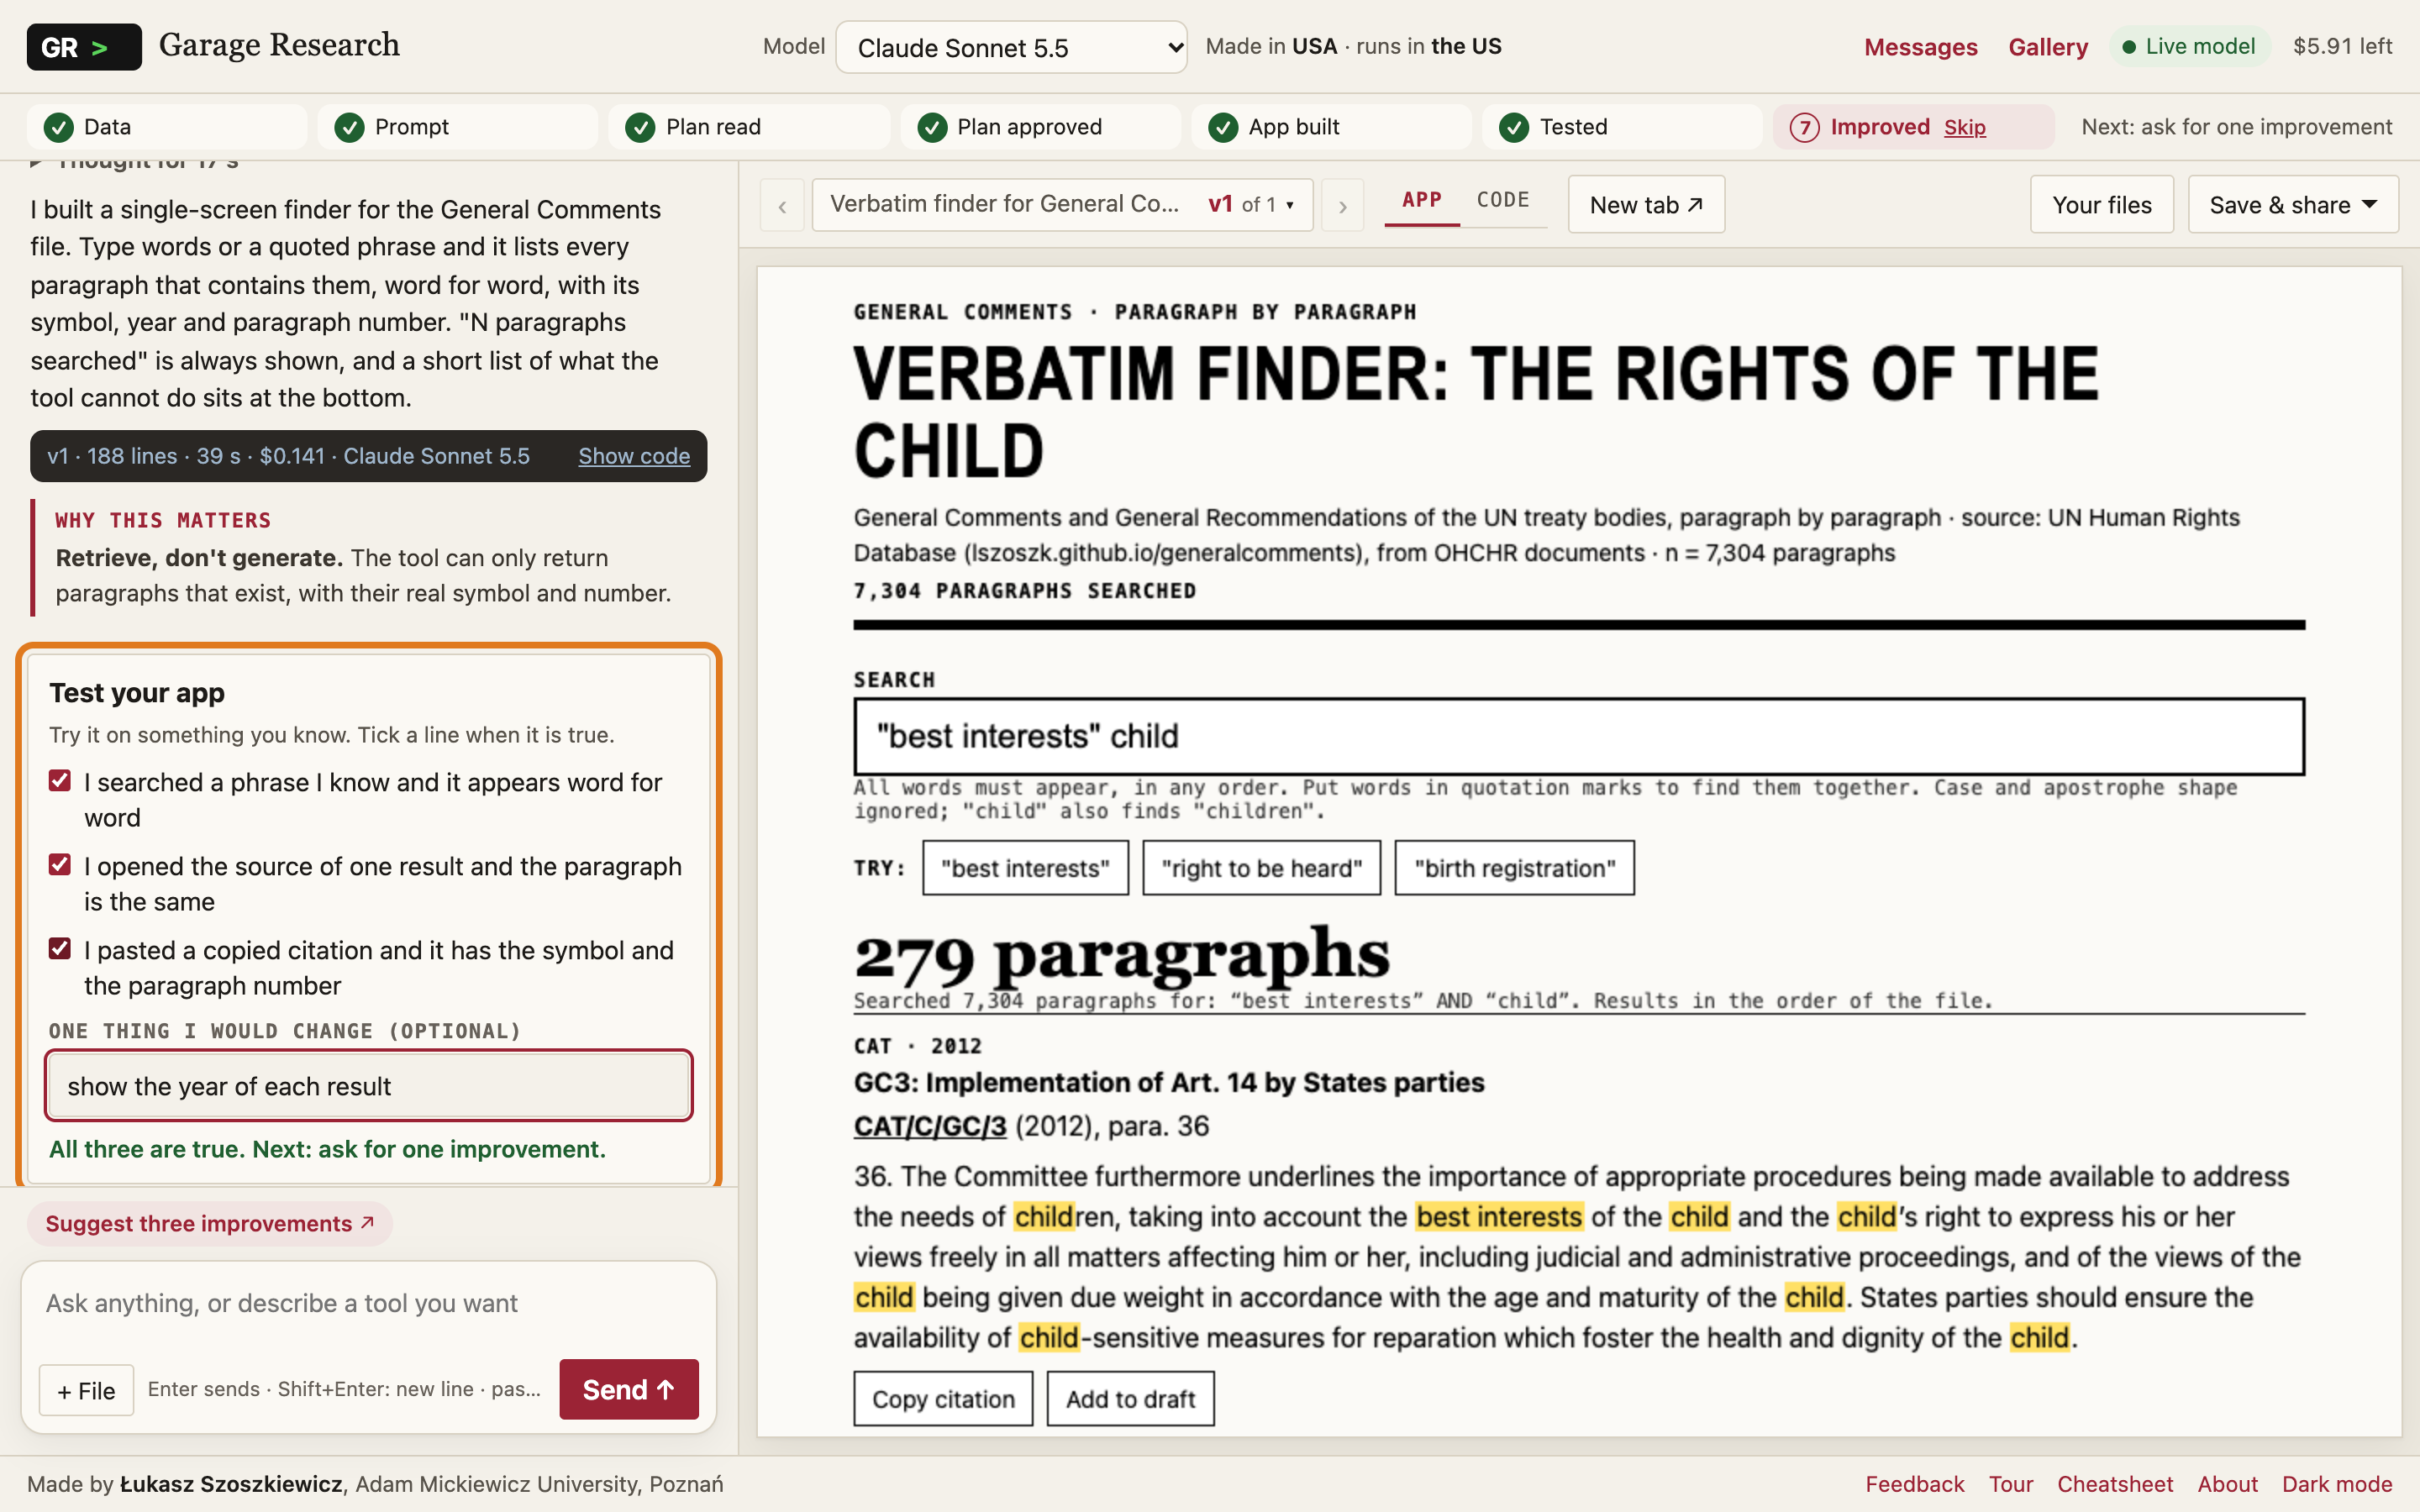 GR >
Garage Research
Model
Claude Sonnet 5.5
Made in USA · runs in the US
Messages
Gallery
Live model
$5.91 left
Data
Prompt
Plan read
Plan approved
App built
Tested
7 Improved Skip
Next: ask for one improvement
Thought for 17 s
I built a single-screen finder for the General Comments
file. Type words or a quoted phrase and it lists every
paragraph that contains them, word for word, with its
symbol, year and paragraph number. "N paragraphs
searched" is always shown, and a short list of what the
tool cannot do sits at the bottom.
v1 · 188 lines · 39 s · $0.141 · Claude Sonnet 5.5
Show code
WHY THIS MATTERS
Retrieve, don't generate. The tool can only return
paragraphs that exist, with their real symbol and number.
Test your app
Try it on something you know. Tick a line when it is true.
I searched a phrase I know and it appears word for
word
I opened the source of one result and the paragraph
is the same
I pasted a copied citation and it has the symbol and
the paragraph number
ONE THING I WOULD CHANGE (OPTIONAL)
show the year of each result
All three are true. Next: ask for one improvement.
Suggest three improvements ↗
Ask anything, or describe a tool you want
+ File
Enter sends · Shift+Enter: new line · pas...
Send ↑
‹
Verbatim finder for General Co... v1 of 1 ▾
›
APP
CODE
New tab ↗
Your files
Save & share
GENERAL COMMENTS · PARAGRAPH BY PARAGRAPH
VERBATIM FINDER: THE RIGHTS OF THE
CHILD
General Comments and General Recommendations of the UN treaty bodies, paragraph by paragraph · source: UN Human Rights
Database (lszoszk.github.io/generalcomments), from OHCHR documents · n = 7,304 paragraphs
7,304 PARAGRAPHS SEARCHED
SEARCH
"best interests" child
All words must appear, in any order. Put words in quotation marks to find them together. Case and apostrophe shape
ignored; "child" also finds "children".
TRY:
"best interests"
"right to be heard"
"birth registration"
279 paragraphs
Searched 7,304 paragraphs for: “best interests” AND “child”. Results in the order of the file.
CAT · 2012
GC3: Implementation of Art. 14 by States parties
CAT/C/GC/3 (2012), para. 36
36. The Committee furthermore underlines the importance of appropriate procedures being made available to address
the needs of children, taking into account the best interests of the child and the child’s right to express his or her
views freely in all matters affecting him or her, including judicial and administrative proceedings, and of the views of the
child being given due weight in accordance with the age and maturity of the child. States parties should ensure the
availability of child-sensitive measures for reparation which foster the health and dignity of the child.
Copy citation
Add to draft
Made by Łukasz Szoszkiewicz, Adam Mickiewicz University, Poznań
Feedback
Tour
Cheatsheet
About
Dark mode